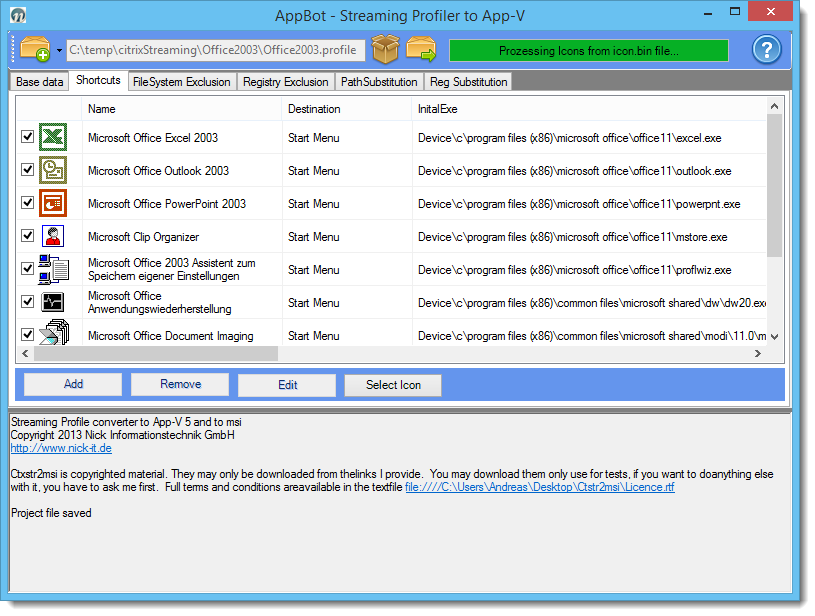 AppBot - Streaming Profiler to App-V
C:\temp\citrixStreaming\Office2003\Office2003.profile
Prozessing Icons from icon.bin file...
?
Base data Shortcuts FileSystem Exclusion Registry Exclusion PathSubstitution Reg Substitution
Name Destination InitalExe
Microsoft Office Excel 2003 Start Menu Device\c\program files (x86)\microsoft office\office11\excel.exe
Microsoft Office Outlook 2003 Start Menu Device\c\program files (x86)\microsoft office\office11\outlook.exe
Microsoft Office PowerPoint 2003 Start Menu Device\c\program files (x86)\microsoft office\office11\powerpnt.exe
Microsoft Clip Organizer Start Menu Device\c\program files (x86)\microsoft office\office11\mstore.exe
Microsoft Office 2003 Assistent zum
Speichern eigener Einstellungen Start Menu Device\c\program files (x86)\microsoft office\office11\proflwiz.exe
Microsoft Office
Anwendungswiederherstellung Start Menu Device\c\program files (x86)\common files\microsoft shared\dw\dw20.exe
Microsoft Office Document Imaging Start Menu Device\c\program files (x86)\common files\microsoft shared\modi\11.0\m
Add Remove Edit Select Icon
Streaming Profile converter to App-V 5 and to msi
Copyright 2013 Nick Informationstechnik GmbH
http://www.nick-it.de
Ctxstr2msi is copyrighted material. They may only be downloaded from thelinks I provide. You may download them only use for tests, if you want to doanything else
with it, you have to ask me first. Full terms and conditions areavailable in the textfile file:////C:\Users\Andreas\Desktop\Ctstr2msi\Licence.rtf
Project file saved